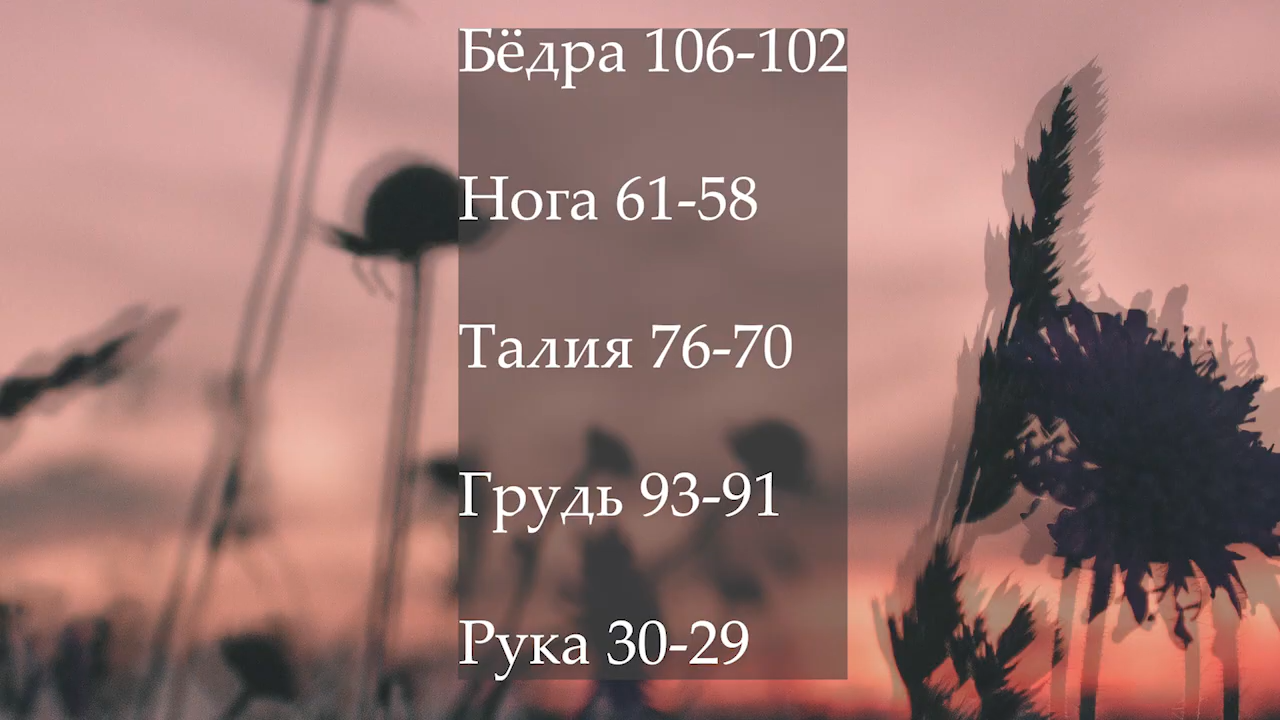 Бёдра 106-102
Нога 61-58
Талия 76-70
Грудь 93-91
Рука 30-29